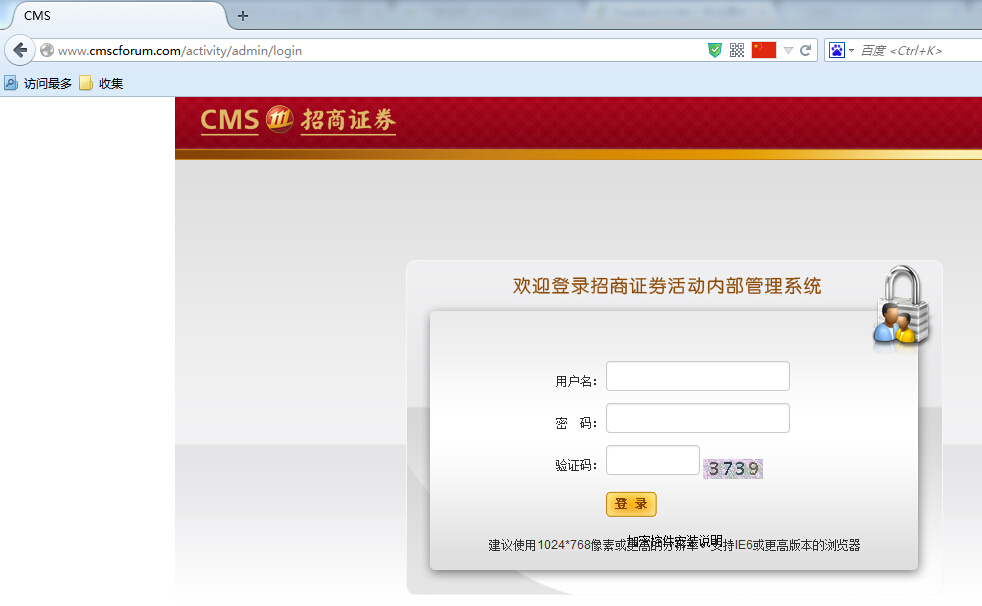 CMS
www.cmscforum.com/activity/admin/login
百度 <Ctrl+K>
访问最多 收集
CMS 招商证券
欢迎登录招商证券活动内部管理系统
用户名：
密 码：
验证码： 3739
登 录
加密控件安装说明
建议使用1024*768像素或更高的分辨率，支持IE6或更高版本的浏览器